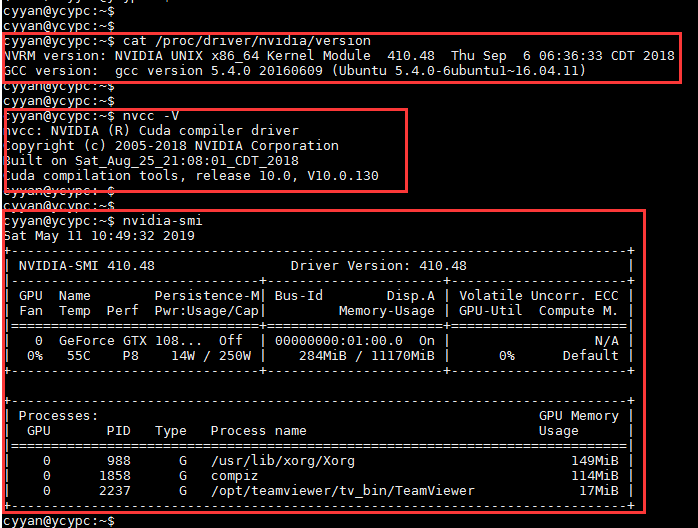 cyyan@ycypc:~$
cyyan@ycypc:~$
cyyan@ycypc:~$ cat /proc/driver/nvidia/version
NVRM version: NVIDIA UNIX x86_64 Kernel Module  410.48  Thu Sep  6 06:36:33 CDT 2018
GCC version:  gcc version 5.4.0 20160609 (Ubuntu 5.4.0-6ubuntu1~16.04.11)
cyyan@ycypc:~$
cyyan@ycypc:~$
cyyan@ycypc:~$ nvcc -V
nvcc: NVIDIA (R) Cuda compiler driver
Copyright (c) 2005-2018 NVIDIA Corporation
Built on Sat_Aug_25_21:08:01_CDT_2018
Cuda compilation tools, release 10.0, V10.0.130
cyyan@ycypc:~$
cyyan@ycypc:~$
cyyan@ycypc:~$ nvidia-smi
Sat May 11 10:49:32 2019
+-----------------------------------------------------------------------------+
| NVIDIA-SMI 410.48                 Driver Version: 410.48                    |
|-------------------------------+----------------------+----------------------+
| GPU  Name        Persistence-M| Bus-Id        Disp.A | Volatile Uncorr. ECC |
| Fan  Temp  Perf  Pwr:Usage/Cap|         Memory-Usage | GPU-Util  Compute M. |
|===============================+======================+======================|
|   0  GeForce GTX 108...  Off  | 00000000:01:00.0  On |                  N/A |
|  0%   55C    P8    14W / 250W |    284MiB / 11170MiB |      0%      Default |
+-------------------------------+----------------------+----------------------+
+-----------------------------------------------------------------------------+
| Processes:                                                       GPU Memory |
|  GPU       PID   Type   Process name                             Usage      |
|=============================================================================|
|    0       988      G   /usr/lib/xorg/Xorg                           149MiB |
|    0      1858      G   compiz                                       114MiB |
|    0      2237      G   /opt/teamviewer/tv_bin/TeamViewer             17MiB |
+-----------------------------------------------------------------------------+
cyyan@ycypc:~$